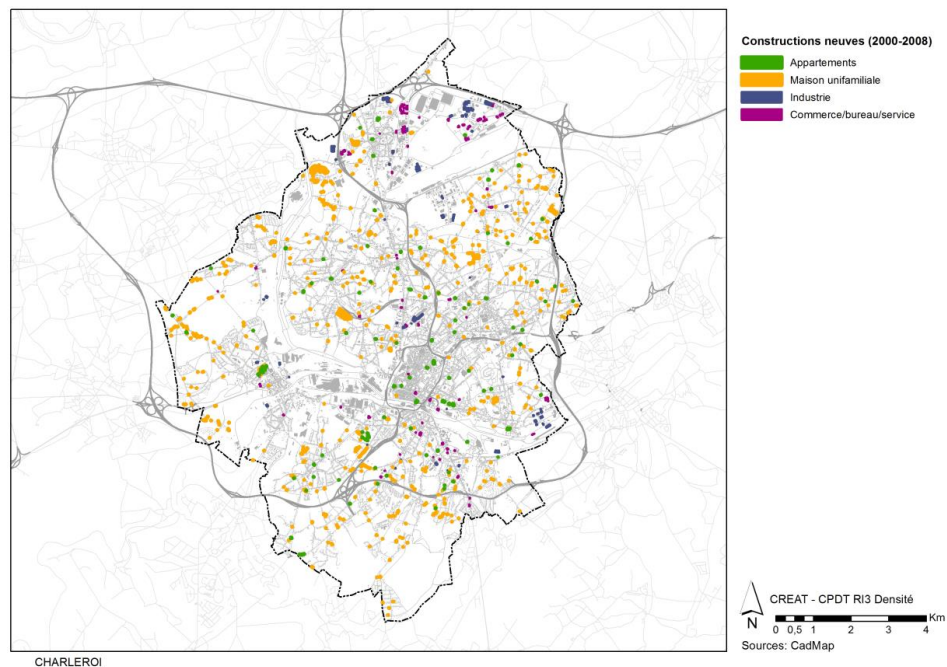 Constructions neuves (2000-2008)
Appartements
Maison unifamiliale
Industrie
Commerce/bureau/service
CREAT - CPDT RI3 Densité
N
Km
0 0,5 1 2 3 4
Sources: CadMap
CHARLEROI